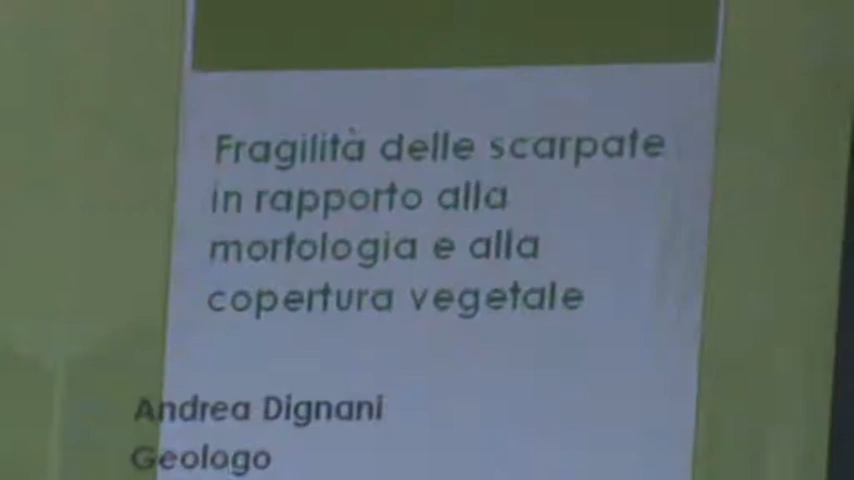 Fragilità delle scarpate
in rapporto alla
morfologia e alla
copertura vegetale
Andrea Dignani
Geologo